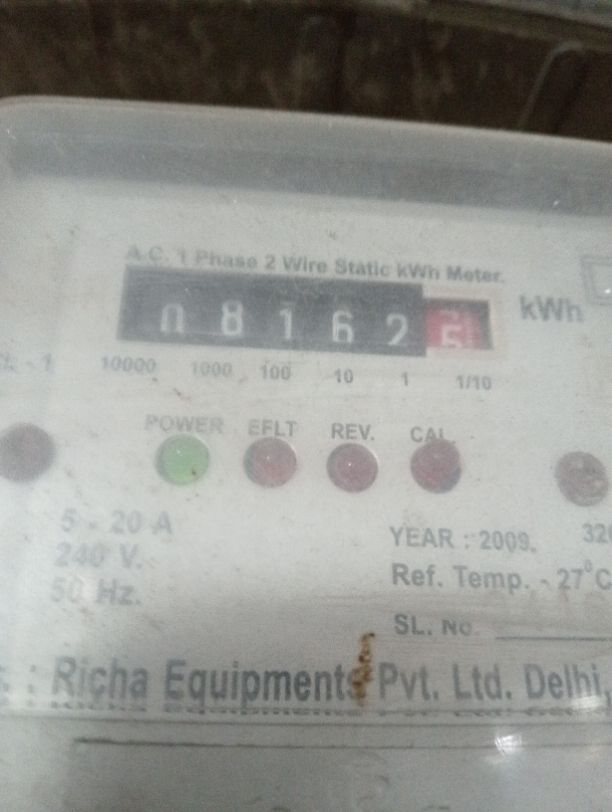 A.C. 1 Phase 2 Wire Static kWh Meter.
08162 5 kWh
10000 1000 100 10 1 1/10
POWER EFLT REV. CAL.
5 - 20 A
240 V.
50 Hz.
YEAR : 2009.
Ref. Temp. - 27°C
SL. No.
: Richa Equipments Pvt. Ltd. Delhi,